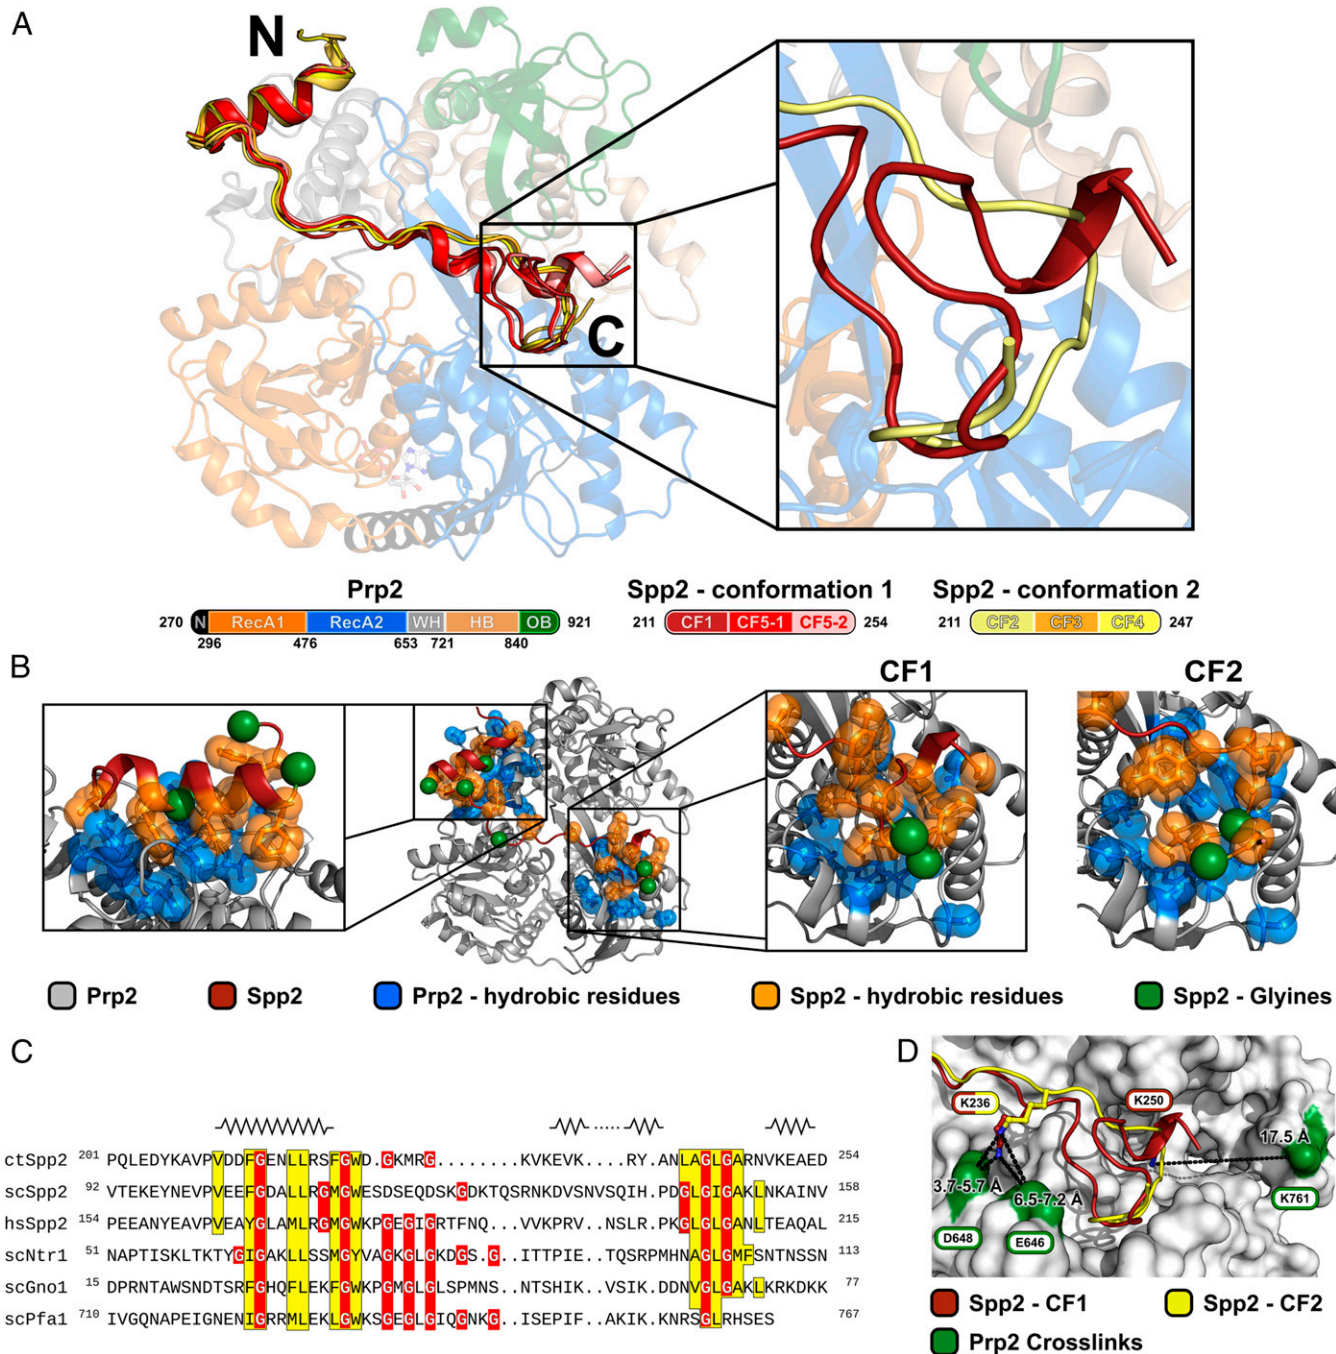 A
N
C
Prp2
270 N RecA1 RecA2 WH HB OB 921
296 476 653 721 840
Spp2 - conformation 1
211 CF1 CF5-1 CF5-2 254
Spp2 - conformation 2
211 CF2 CF3 CF4 247
B
CF1
CF2
Prp2
Spp2
Prp2 - hydrobic residues
Spp2 - hydrobic residues
Spp2 - Glyines
C
ctSpp2 201 PQLEDYKAVPVDDFGENLLRSFGWD.GKMRG........KVKEVK....RY.ANLAGLGARNVKEAED 254
scSpp2 92 VTEKEYNEVPVEEFGDALLRGMGWESDSEQDSKGDKTQSRNKDVSNVSQIH.PDGLGIGAKLNKAINV 158
hsSpp2 154 PEEANYEAVPVEAYGLAMLRGMGWKPGEGIGRTFNQ...VVKPRV...NSLR.PKGLGLGANLTEAQAL 215
scNtr1 51 NAPTISKLTKTYGIGAKLLSSMGYVAGKGLGKDGS.G...ITTPIE...TQSRPMHNAGLGMFSNTNSSN 113
scGno1 15 DPRNTAWSNDTSRFGHQFLEKFGWKPGMGLGLSPMNS...NTSHIK..VSIK.DDNVGLGAKLKRKDKK 77
scPfa1 710 IVGQNAPEIGNENIGRRMLEKLGWKSGEGLGIQGNKG...ISEPIF..AKIK.KNRSGLRHSES 767
D
K236
K250
17.5 Å
3.7-5.7 Å
6.5-7.2 Å
K761
D648
E646
Spp2 - CF1
Spp2 - CF2
Prp2 Crosslinks